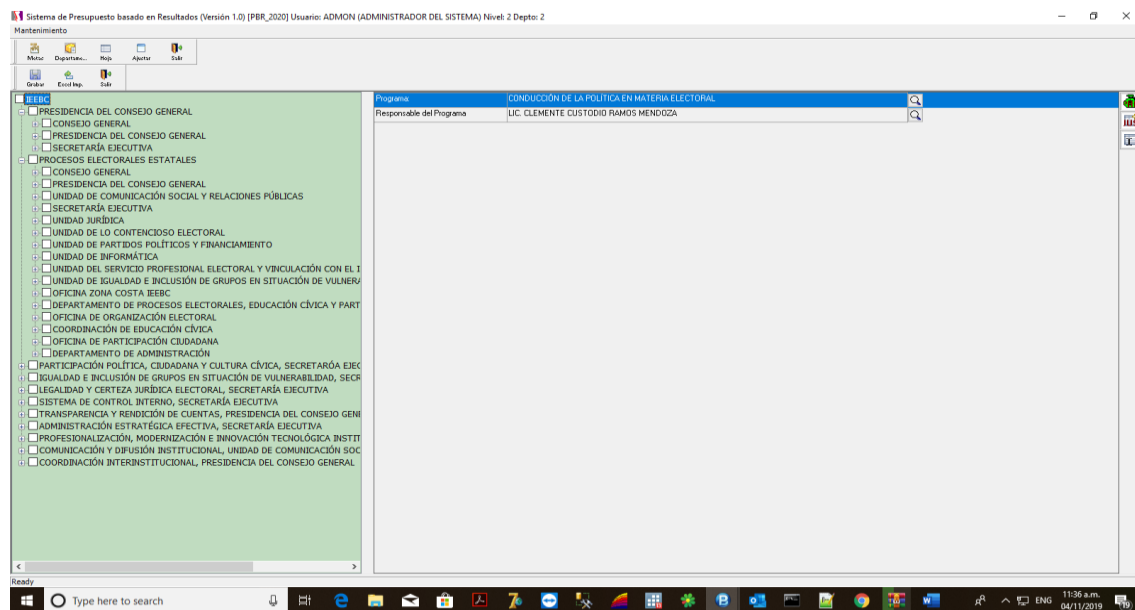 Sistema de Presupuesto basado en Resultados (Versión 1.0) [PBR_2020] Usuario: ADMON (ADMINISTRADOR DEL SISTEMA) Nivel: 2 Depto: 2
Mantenimiento
Metas Departame... Hoja Ajustar Salir
Grabar Excel Imp. Salir
IEEBC
PRESIDENCIA DEL CONSEJO GENERAL
CONSEJO GENERAL
PRESIDENCIA DEL CONSEJO GENERAL
SECRETARÍA EJECUTIVA
PROCESOS ELECTORALES ESTATALES
CONSEJO GENERAL
PRESIDENCIA DEL CONSEJO GENERAL
UNIDAD DE COMUNICACIÓN SOCIAL Y RELACIONES PÚBLICAS
SECRETARÍA EJECUTIVA
UNIDAD JURÍDICA
UNIDAD DE LO CONTENCIOSO ELECTORAL
UNIDAD DE PARTIDOS POLÍTICOS Y FINANCIAMIENTO
UNIDAD DE INFORMÁTICA
UNIDAD DEL SERVICIO PROFESIONAL ELECTORAL Y VINCULACIÓN CON EL I
UNIDAD DE IGUALDAD E INCLUSIÓN DE GRUPOS EN SITUACIÓN DE VULNERA
OFICINA ZONA COSTA IEEBC
DEPARTAMENTO DE PROCESOS ELECTORALES, EDUCACIÓN CÍVICA Y PART
OFICINA DE ORGANIZACIÓN ELECTORAL
COORDINACIÓN DE EDUCACIÓN CÍVICA
OFICINA DE PARTICIPACIÓN CIUDADANA
DEPARTAMENTO DE ADMINISTRACIÓN
PARTICIPACIÓN POLÍTICA, CIUDADANA Y CULTURA CÍVICA, SECRETARÓA EJEC
IGUALDAD E INCLUSIÓN DE GRUPOS EN SITUACIÓN DE VULNERABILIDAD, SECR
LEGALIDAD Y CERTEZA JURÍDICA ELECTORAL, SECRETARÍA EJECUTIVA
SISTEMA DE CONTROL INTERNO, SECRETARÍA EJECUTIVA
TRANSPARENCIA Y RENDICIÓN DE CUENTAS, PRESIDENCIA DEL CONSEJO GENE
ADMINISTRACIÓN ESTRATÉGICA EFECTIVA, SECRETARÍA EJECUTIVA
PROFESIONALIZACIÓN, MODERNIZACIÓN E INNOVACIÓN TECNOLÓGICA INSTIT
COMUNICACIÓN Y DIFUSIÓN INSTITUCIONAL, UNIDAD DE COMUNICACIÓN SOC
COORDINACIÓN INTERINSTITUCIONAL, PRESIDENCIA DEL CONSEJO GENERAL
Programa: CONDUCCIÓN DE LA POLÍTICA EN MATERIA ELECTORAL
Responsable del Programa LIC. CLEMENTE CUSTODIO RAMOS MENDOZA
Ready
Type here to search
ENG
11:36 a.m.
04/11/2019